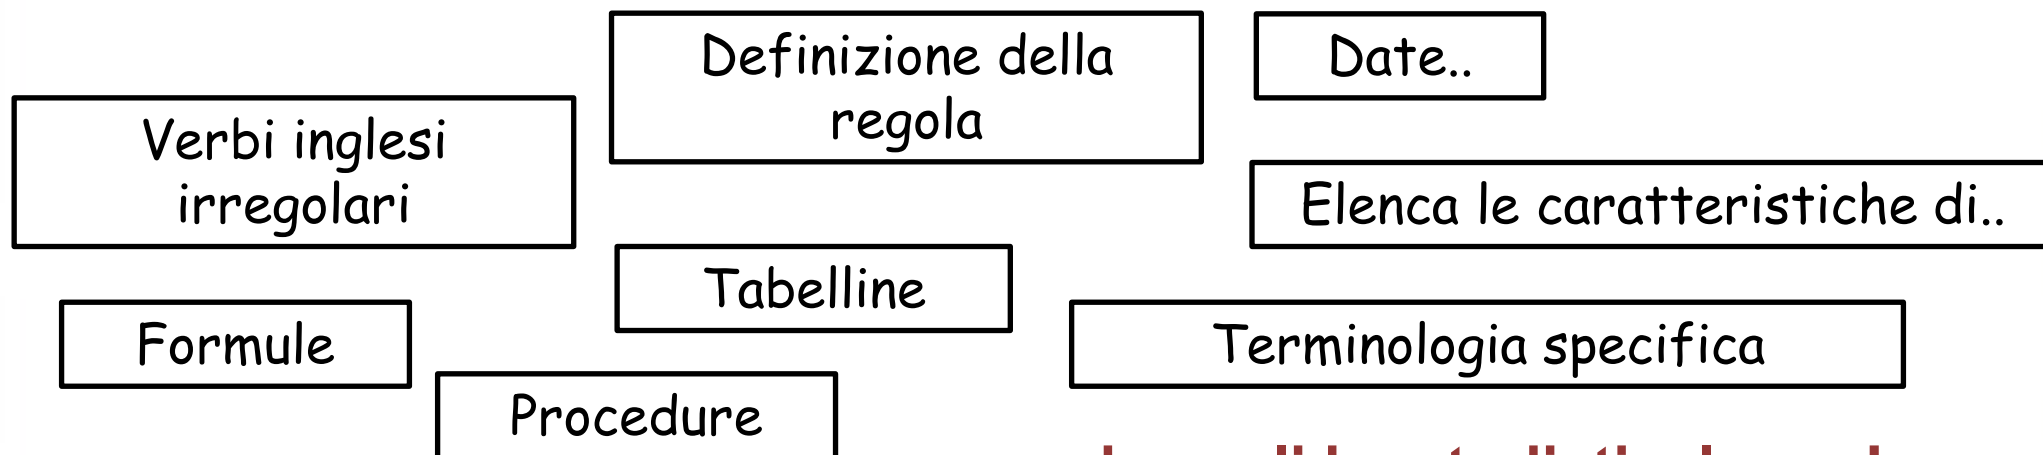 Definizione della
regola
Date..
Verbi inglesi
irregolari
Elenca le caratteristiche di..
Tabelline
Formule
Terminologia specifica
Procedure